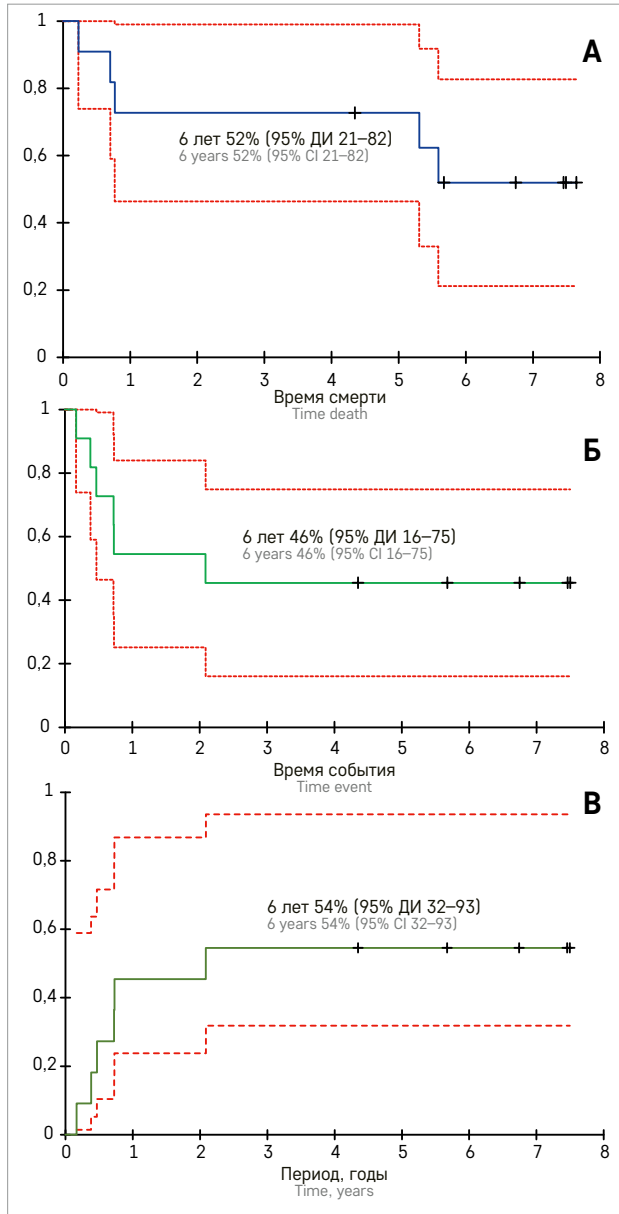 1
А
0,8
6 лет 52% (95% ДИ 21–82)
6 years 52% (95% CI 21–82)
0,6
0,4
0,2
0
0 1 2 3 4 5 6 7 8
Время смерти
Time death
1
Б
0,8
6 лет 46% (95% ДИ 16–75)
6 years 46% (95% CI 16–75)
0,6
0,4
0,2
0
0 1 2 3 4 5 6 7 8
Время события
Time event
1
В
0,8
6 лет 54% (95% ДИ 32–93)
6 years 54% (95% CI 32–93)
0,6
0,4
0,2
0
0 1 2 3 4 5 6 7 8
Период, годы
Time, years